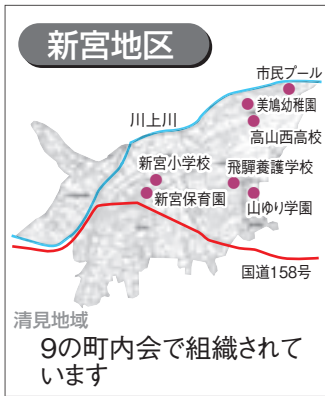 新宮地区
市民プール
美鳩幼稚園
川上川
高山西高校
新宮小学校
飛驒養護学校
新宮保育園
山ゆり学園
国道158号
清見地域
9の町内会で組織されて
います